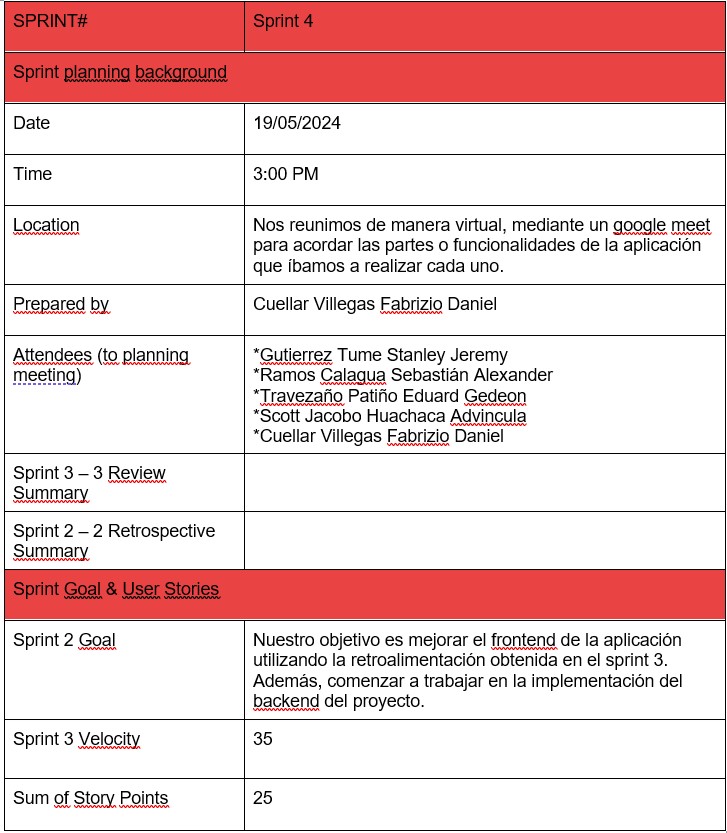 SPRINT#
Sprint 4
Sprint planning background
Date
19/05/2024
Time
3:00 PM
Location
Nos reunimos de manera virtual, mediante un google meet
para acordar las partes o funcionalidades de la aplicación
que íbamos a realizar cada uno.
Prepared by
Cuellar Villegas Fabrizio Daniel
Attendees (to planning
meeting)
*Gutierrez Tume Stanley Jeremy
*Ramos Calagua Sebastián Alexander
*Travezaño Patiño Eduard Gedeon
*Scott Jacobo Huachaca Advincula
*Cuellar Villegas Fabrizio Daniel
Sprint 3 – 3 Review
Summary
Sprint 2 – 2 Retrospective
Summary
Sprint Goal & User Stories
Sprint 2 Goal
Nuestro objetivo es mejorar el frontend de la aplicación
utilizando la retroalimentación obtenida en el sprint 3.
Además, comenzar a trabajar en la implementación del
backend del proyecto.
Sprint 3 Velocity
35
Sum of Story Points
25